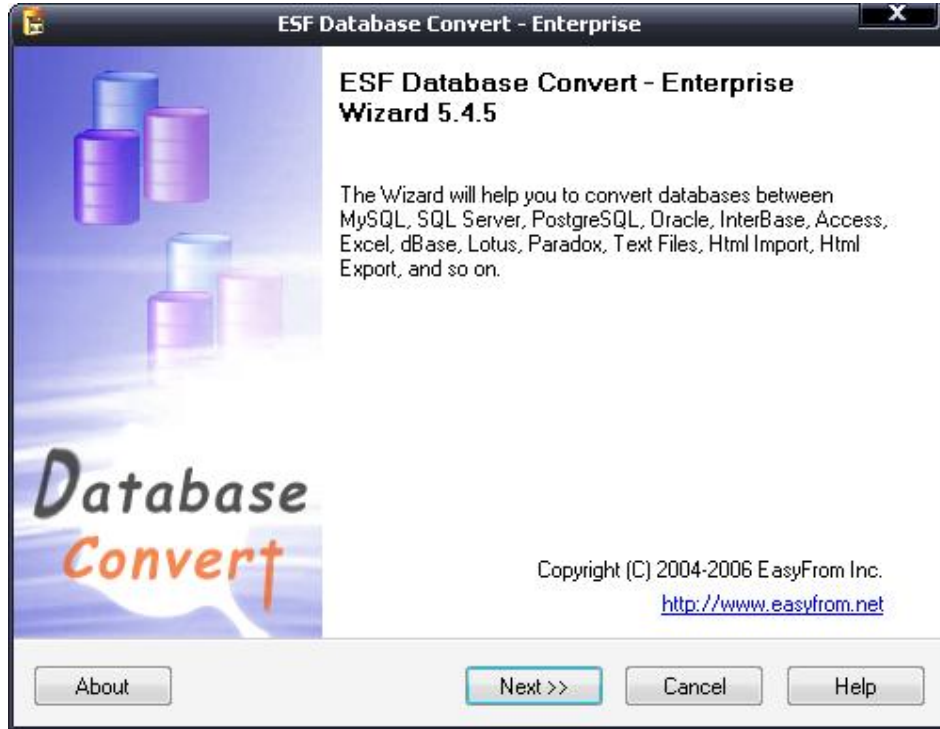 ESF Database Convert - Enterprise
X
ESF Database Convert - Enterprise
Wizard 5.4.5
The Wizard will help you to convert databases between
MySQL, SQL Server, PostgreSQL, Oracle, InterBase, Access,
Excel, dBase, Lotus, Paradox, Text Files, Html Import, Html
Export, and so on.
Database
Convert
Copyright (C) 2004-2006 EasyFrom Inc.
http://www.easyfrom.net
About
Next >>
Cancel
Help